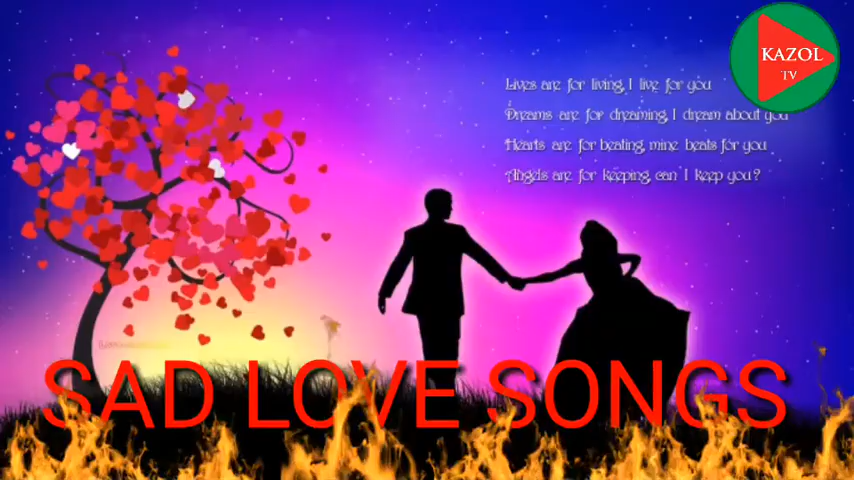 KAZOL
TV
Lives are for living, I live for you
Dreams are for dreaming, I dream about you
Hearts are for beating, mine beats for you
Angels are for keeping, can I keep you?
SAD LOVE SONGS